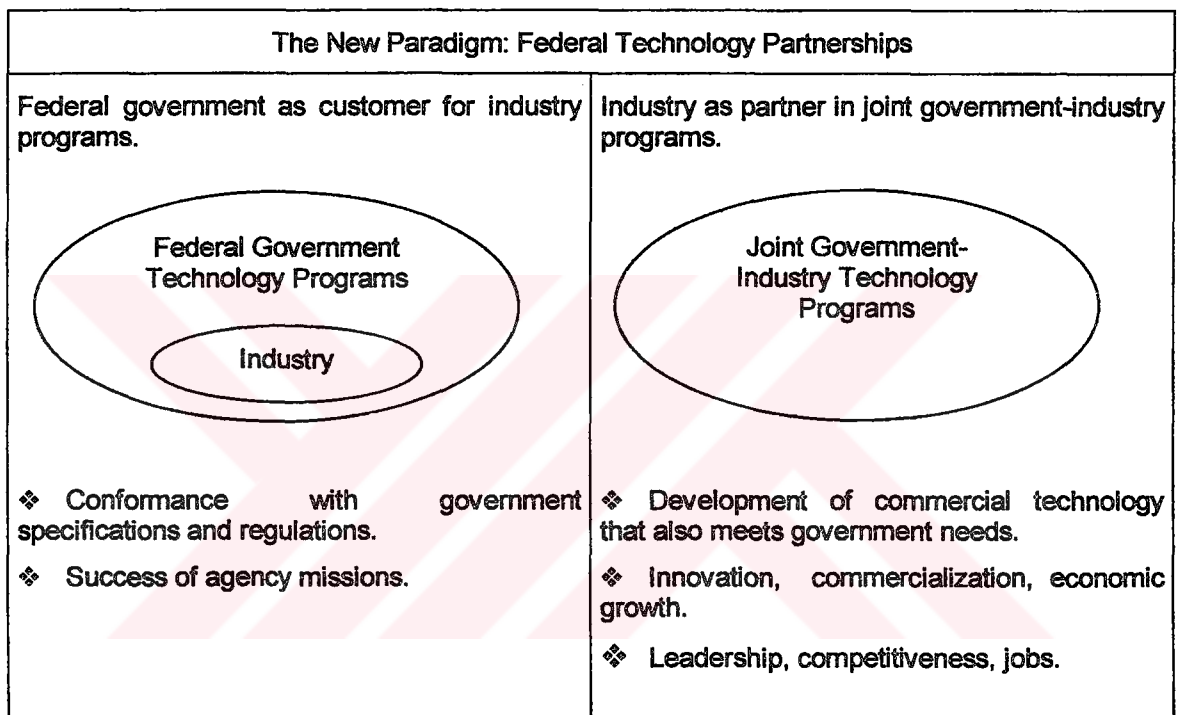 The New Paradigm: Federal Technology Partnerships
Federal government as customer for industry
programs.
Federal Government
Technology Programs
Industry
❖ Conformance with government
specifications and regulations.
❖ Success of agency missions.
Industry as partner in joint government-industry
programs.
Joint Government-
Industry Technology
Programs
❖ Development of commercial technology
that also meets government needs.
❖ Innovation, commercialization, economic
growth.
❖ Leadership, competitiveness, jobs.